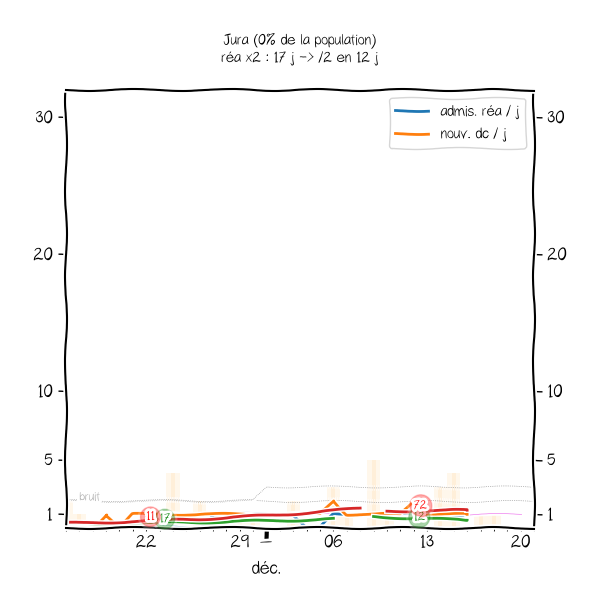 Jura (0% de la population)
réa x2 : 17 j -> /2 en 12 j
admis. réa / j
nouv. dc / j
30 30
20 20
10 10
5 5
1 1
bruit
11 17
72
12
22 29 06 13 20
déc.